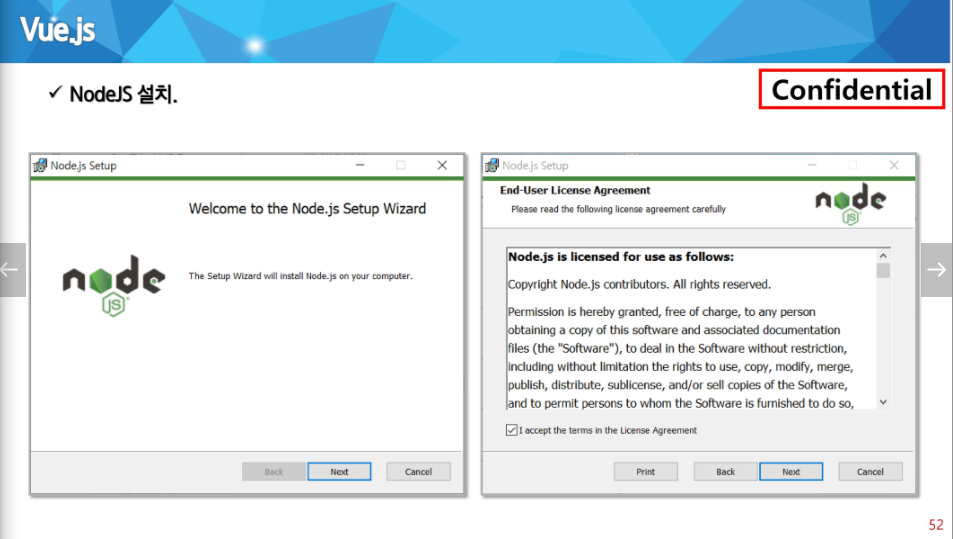 Vue.js
✓ NodeJS 설치.
Confidential
Node.js Setup
Welcome to the Node.js Setup Wizard
node
JS
The Setup Wizard will install Node.js on your computer.
Back Next Cancel
Node.js Setup
End-User License Agreement
Please read the following license agreement carefully
node
JS
Node.js is licensed for use as follows:
Copyright Node.js contributors. All rights reserved.
Permission is hereby granted, free of charge, to any person
obtaining a copy of this software and associated documentation
files (the "Software"), to deal in the Software without restriction,
including without limitation the rights to use, copy, modify, merge,
publish, distribute, sublicense, and/or sell copies of the Software,
and to permit persons to whom the Software is furnished to do so,
I accept the terms in the License Agreement
Print Back Next Cancel
52